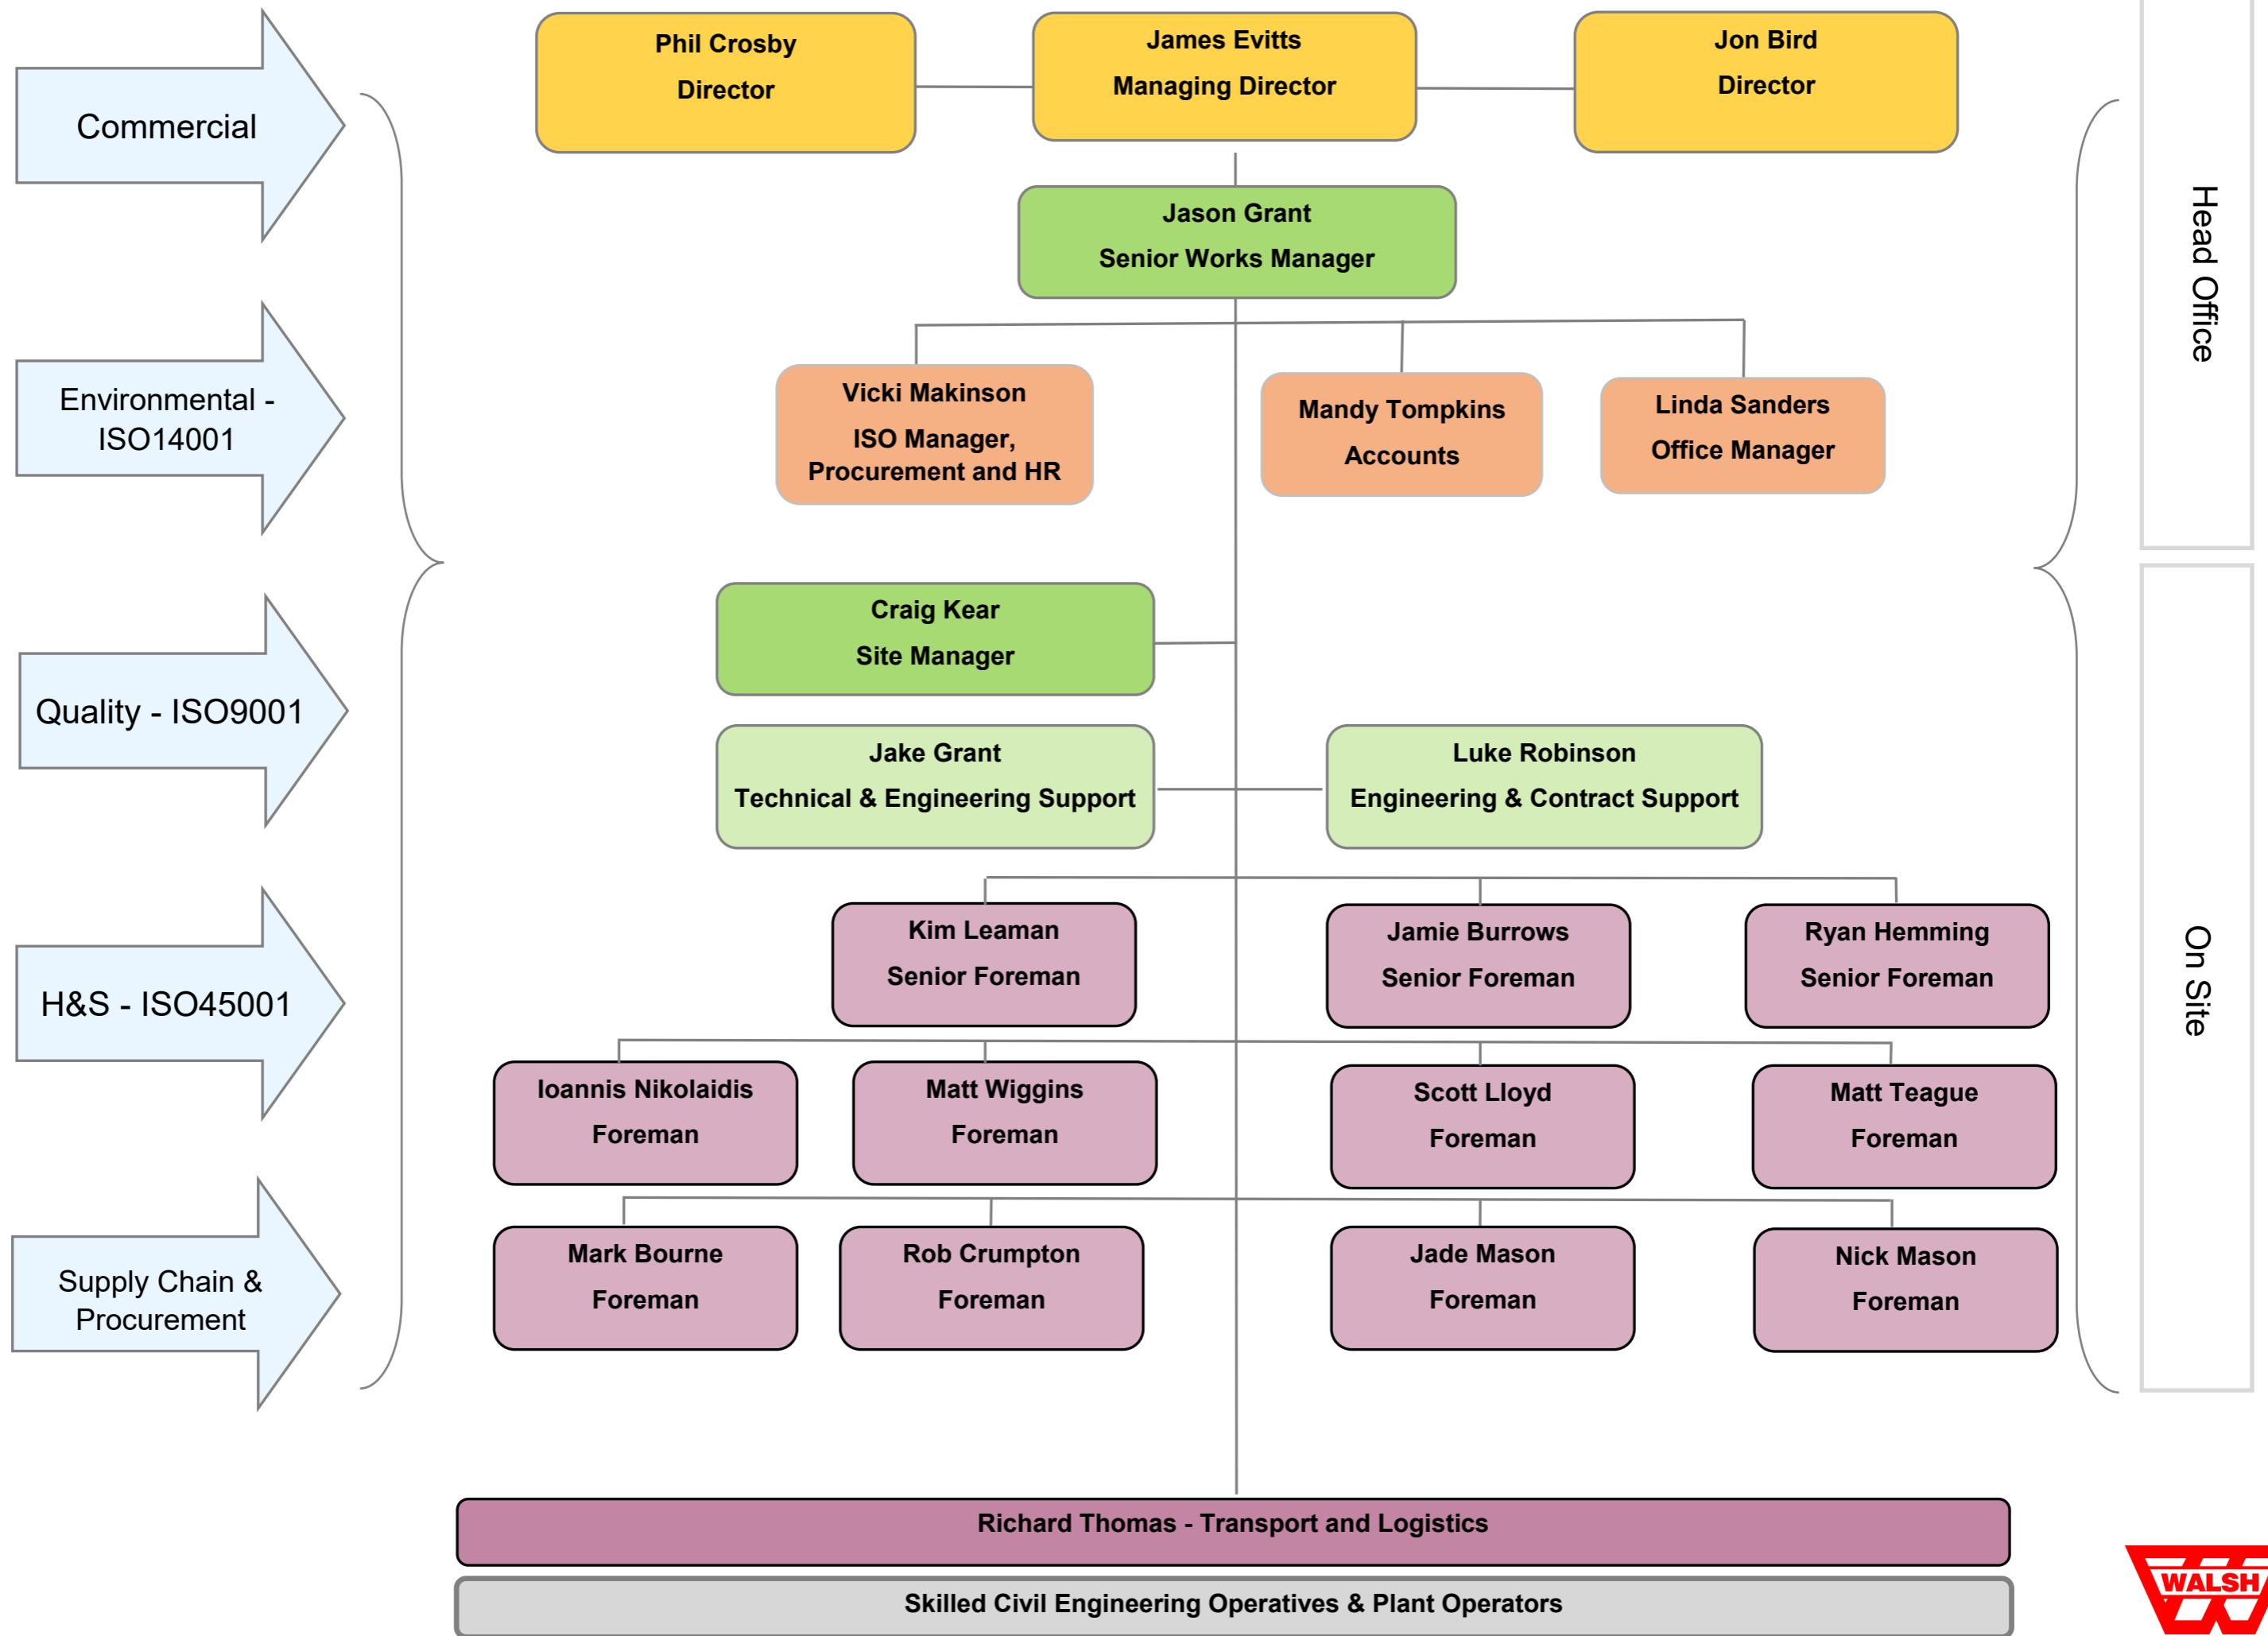 Commercial
Environmental -
ISO14001
Quality - ISO9001
H&S - ISO45001
Supply Chain &
Procurement
Phil Crosby
Director
James Evitts
Managing Director
Jon Bird
Director
Jason Grant
Senior Works Manager
Vicki Makinson
ISO Manager,
Procurement and HR
Mandy Tompkins
Accounts
Linda Sanders
Office Manager
Craig Kear
Site Manager
Jake Grant
Technical & Engineering Support
Luke Robinson
Engineering & Contract Support
Kim Leaman
Senior Foreman
Jamie Burrows
Senior Foreman
Ryan Hemming
Senior Foreman
Ioannis Nikolaidis
Foreman
Matt Wiggins
Foreman
Scott Lloyd
Foreman
Matt Teague
Foreman
Mark Bourne
Foreman
Rob Crumpton
Foreman
Jade Mason
Foreman
Nick Mason
Foreman
Richard Thomas - Transport and Logistics
Skilled Civil Engineering Operatives & Plant Operators
Head Office
On Site
WALSH